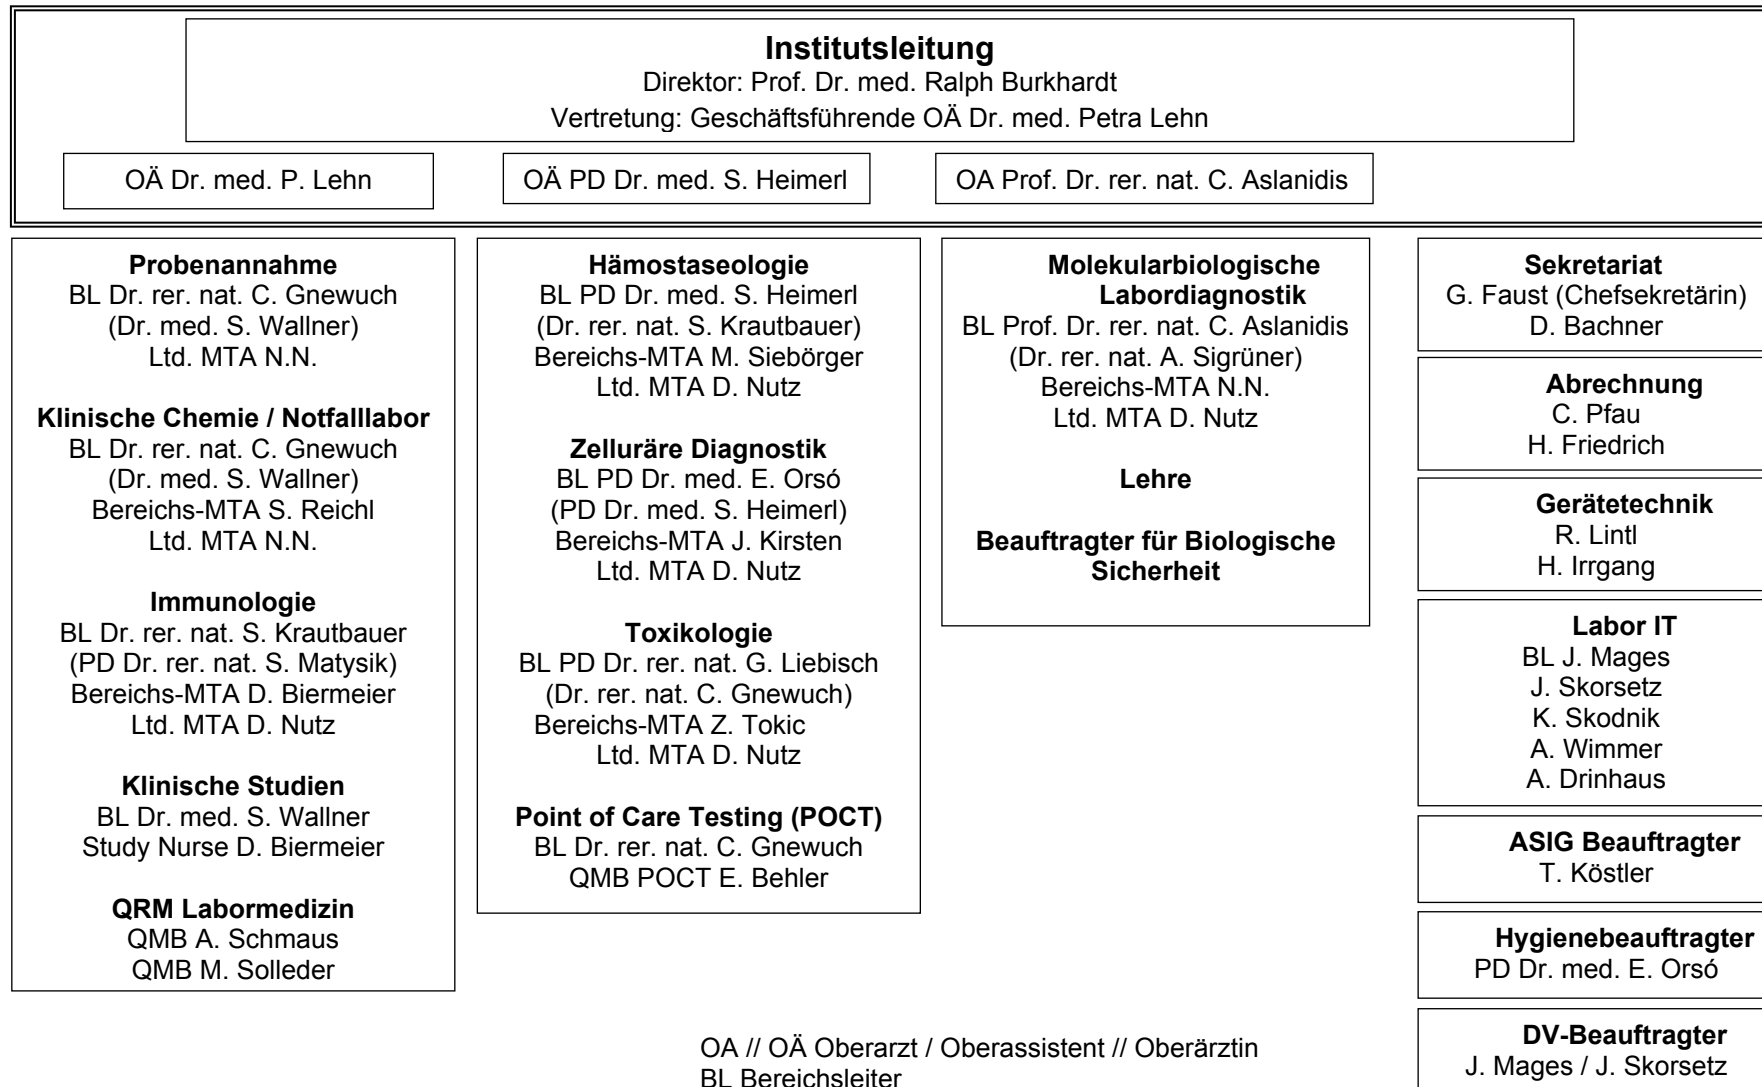 Institutsleitung
Direktor: Prof. Dr. med. Ralph Burkhardt
Vertretung: Geschäftsführende OÄ Dr. med. Petra Lehn
OÄ Dr. med. P. Lehn
OÄ PD Dr. med. S. Heimerl
OA Prof. Dr. rer. nat. C. Aslanidis
Probenannahme
BL Dr. rer. nat. C. Gnewuch
(Dr. med. S. Wallner)
Ltd. MTA N.N.
Klinische Chemie / Notfalllabor
BL Dr. rer. nat. C. Gnewuch
(Dr. med. S. Wallner)
Bereichs-MTA S. Reichl
Ltd. MTA N.N.
Immunologie
BL Dr. rer. nat. S. Krautbauer
(PD Dr. rer. nat. S. Matysik)
Bereichs-MTA D. Biermeier
Ltd. MTA D. Nutz
Klinische Studien
BL Dr. med. S. Wallner
Study Nurse D. Biermeier
QRM Labormedizin
QMB A. Schmaus
QMB M. Solleder
Hämostaseologie
BL PD Dr. med. S. Heimerl
(Dr. rer. nat. S. Krautbauer)
Bereichs-MTA M. Siebörger
Ltd. MTA D. Nutz
Zelluräre Diagnostik
BL PD Dr. med. E. Orsó
(PD Dr. med. S. Heimerl)
Bereichs-MTA J. Kirsten
Ltd. MTA D. Nutz
Toxikologie
BL PD Dr. rer. nat. G. Liebisch
(Dr. rer. nat. C. Gnewuch)
Bereichs-MTA Z. Tokic
Ltd. MTA D. Nutz
Point of Care Testing (POCT)
BL Dr. rer. nat. C. Gnewuch
QMB POCT E. Behler
Molekularbiologische
Labordiagnostik
BL Prof. Dr. rer. nat. C. Aslanidis
(Dr. rer. nat. A. Sigrüner)
Bereichs-MTA N.N.
Ltd. MTA D. Nutz
Lehre
Beauftragter für Biologische
Sicherheit
Sekretariat
G. Faust (Chefsekretärin)
D. Bachner
Abrechnung
C. Pfau
H. Friedrich
Gerätetechnik
R. Lintl
H. Irrgang
Labor IT
BL J. Mages
J. Skorsetz
K. Skodnik
A. Wimmer
A. Drinhaus
ASIG Beauftragter
T. Köstler
Hygienebeauftragter
PD Dr. med. E. Orsó
DV-Beauftragter
J. Mages / J. Skorsetz
OA // OÄ Oberarzt / Oberassistent // Oberärztin
BL Bereichsleiter